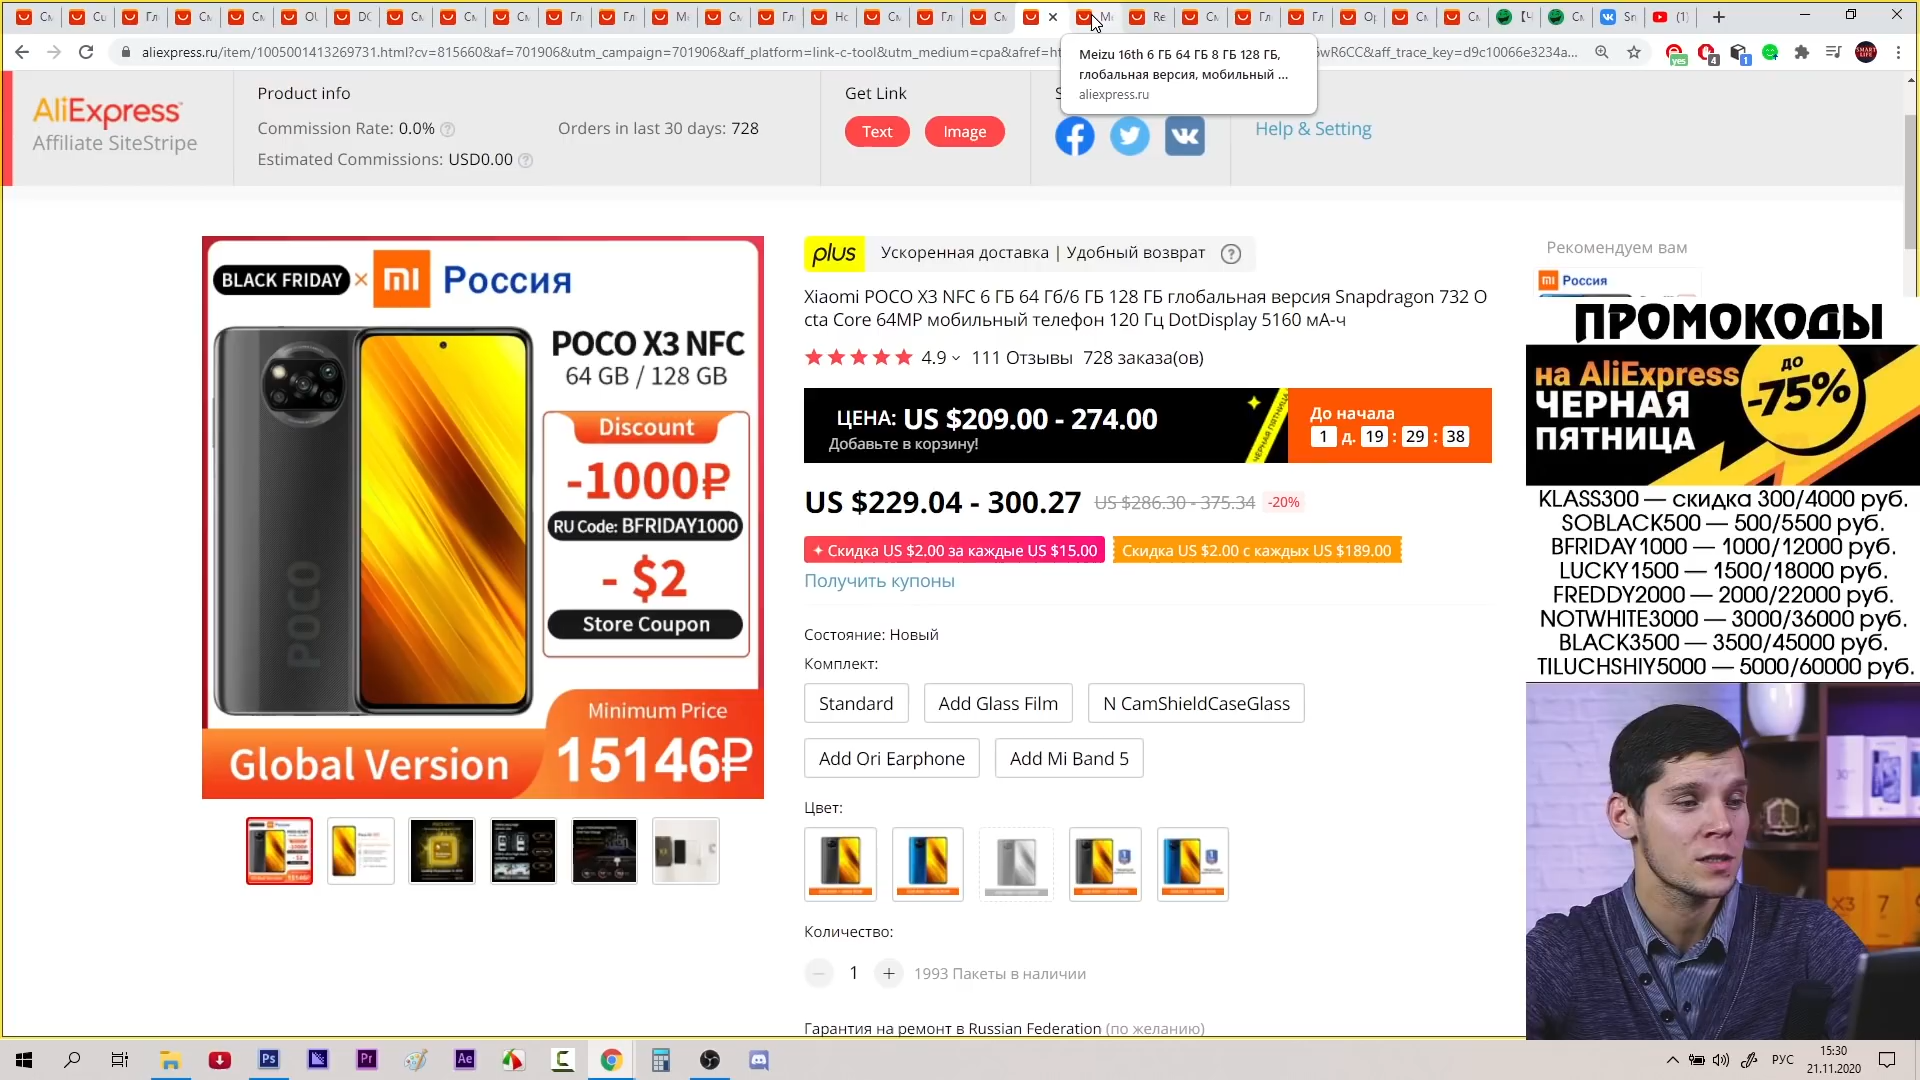 aliexpress.ru/item/1005001413269731.html?cv=815660&af=701906&utm_campaign=701906&aff_platform=link-c-tool&utm_medium=cpa&afref=ht
wR6CC&aff_trace_key=d9c10066e3234a...
Meizu 16th 6 ГБ 64 ГБ 8 ГБ 128 ГБ,
глобальная версия, мобильный ...
aliexpress.ru
AliExpress
Affiliate SiteStripe
Product info
Commission Rate: 0.0%
Orders in last 30 days: 728
Estimated Commissions: USD0.00
Get Link
Text
Image
Help & Setting
BLACK FRIDAY × mi Россия
POCO X3 NFC
64 GB / 128 GB
Discount
-1000₽
RU Code: BFRIDAY1000
- $2
Store Coupon
POCO
Minimum Price
Global Version
15146₽
plus Ускоренная доставка | Удобный возврат ?
Xiaomi POCO X3 NFC 6 ГБ 64 Гб/6 ГБ 128 ГБ глобальная версия Snapdragon 732 O
cta Core 64MP мобильный телефон 120 Гц DotDisplay 5160 мА-ч
4.9 111 Отзывы 728 заказа(ов)
ЦЕНА: US $209.00 - 274.00
Добавьте в корзину!
ЧЕРНАЯ ПЯТНИЦА
До начала
1 д. 19 : 29 : 38
US $229.04 - 300.27 US $286.30 - 375.34 -20%
Скидка US $2.00 за каждые US $15.00
Скидка US $2.00 с каждых US $189.00
Получить купоны
Состояние: Новый
Комплект:
Standard
Add Glass Film
N CamShieldCaseGlass
Add Ori Earphone
Add Mi Band 5
Цвет:
Количество:
− 1 + 1993 Пакеты в наличии
Гарантия на ремонт в Russian Federation (по желанию)
Рекомендуем вам
mi Россия
ПРОМОКОДЫ
на AliExpress
ЧЕРНАЯ
ПЯТНИЦА
до
-75%
KLASS300 — скидка 300/4000 руб.
SOBLACK500 — 500/5500 руб.
BFRIDAY1000 — 1000/12000 руб.
LUCKY1500 — 1500/18000 руб.
FREDDY2000 — 2000/22000 руб.
NOTWHITE3000 — 3000/36000 руб.
BLACK3500 — 3500/45000 руб.
TILUCHSHIY5000 — 5000/60000 руб.
РУС
15:30
21.11.2020